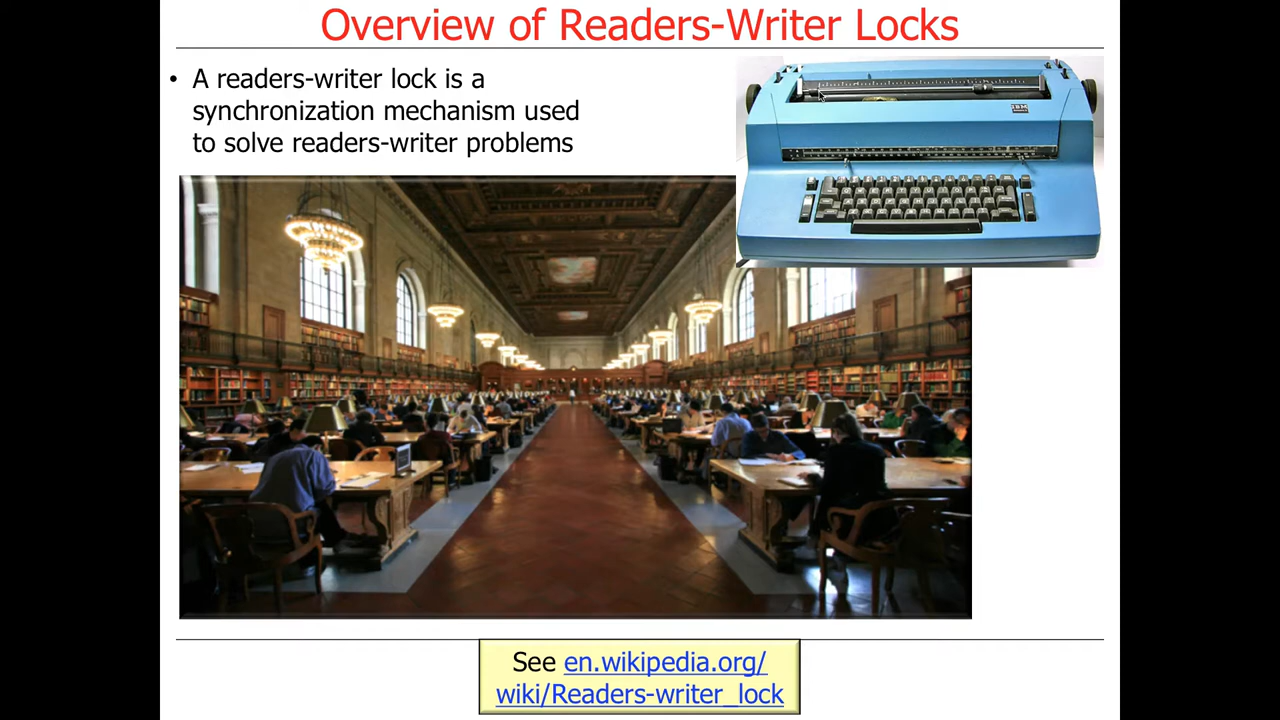 Overview of Readers-Writer Locks
• A readers-writer lock is a
synchronization mechanism used
to solve readers-writer problems
IBM
See en.wikipedia.org/
wiki/Readers-writer_lock